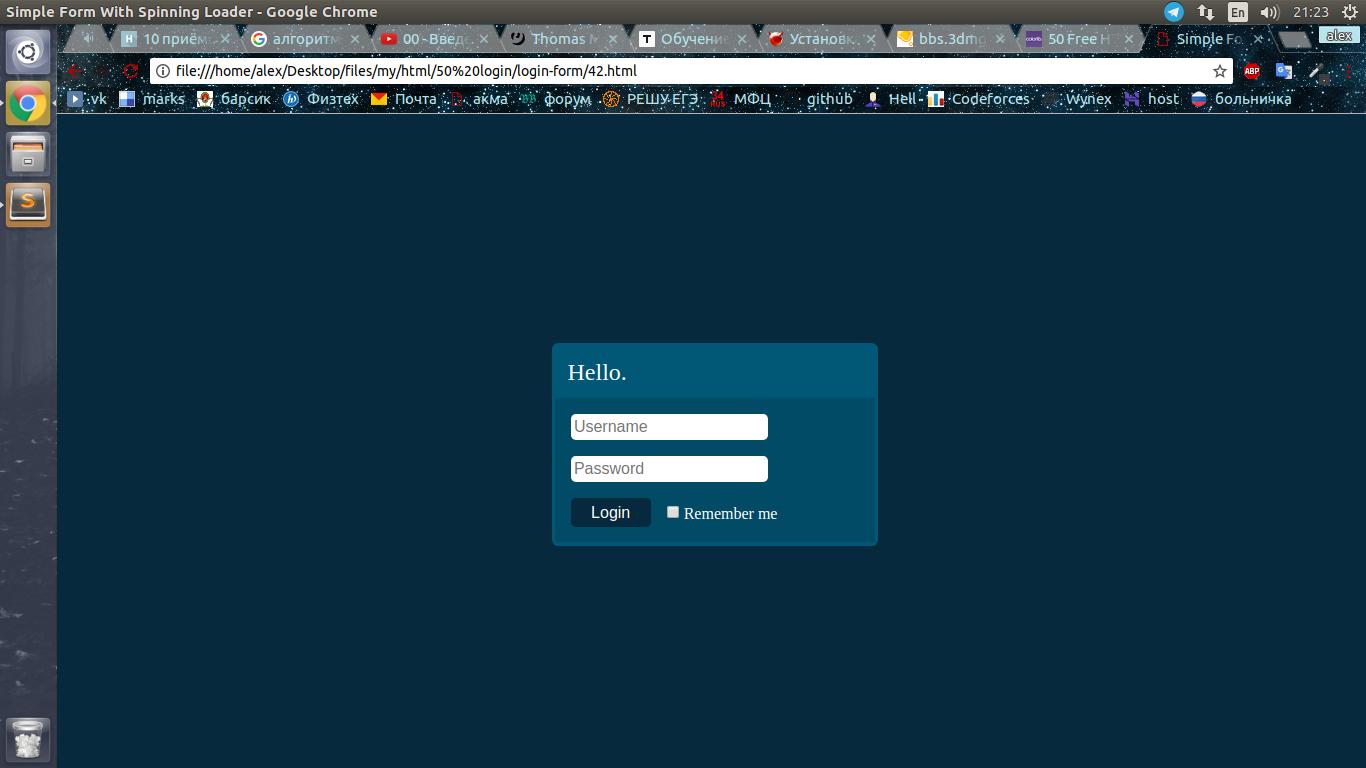 Simple Form With Spinning Loader - Google Chrome
En
21:23
10 приём
алгоритм
00 - Введ
Thomas M
Обучение
Установк
bbs.3dmg
50 Free H
Simple Fo
alex
file:///home/alex/Desktop/files/my/html/50%20login/login-form/42.html
ABP
vk marks барсик Физтех Почта акма форум РЕШУ ЕГЭ МФЦ github Hell - Codeforces Wynex host больничка
Hello.
Username
Password
Login Remember me